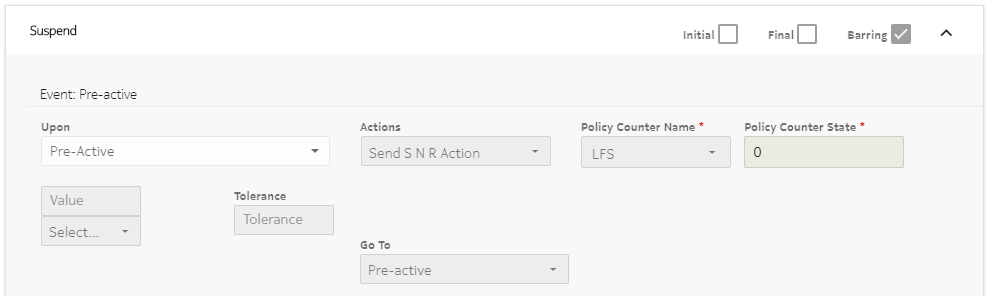 Suspend
Initial
Final
Barring
Event: Pre-active
Upon
Actions
Policy Counter Name *
Policy Counter State *
Pre-Active
Send S N R Action
LFS
0
Value
Tolerance
Select...
Tolerance
Go To
Pre-active